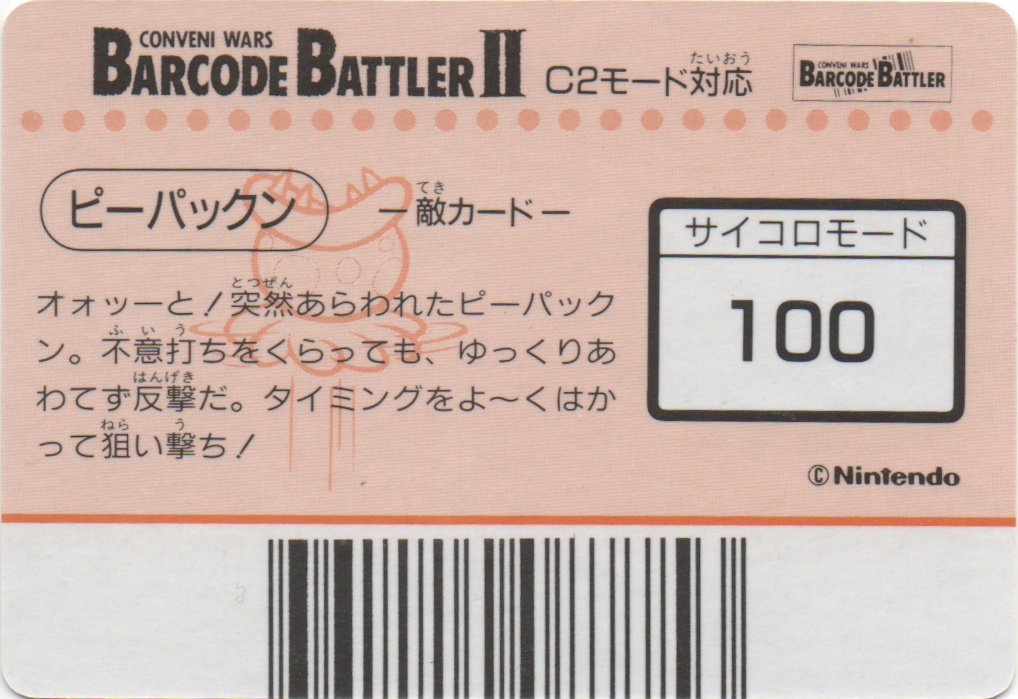 CONVENI WARS
BARCODE BATTLER II
C2モード対応
たいおう
CONVENI WARS
BARCODE BATTLER
ピーパックン
ー敵カードー
てき
サイコロモード
100
オォッーと!突然あらわれたピーパック
とつぜん
ン。不意打ちをくらっても、ゆっくりあ
ふいう
わてず反撃だ。タイミングをよ〜くはか
はんげき
って狙い撃ち!
ねら う
©Nintendo